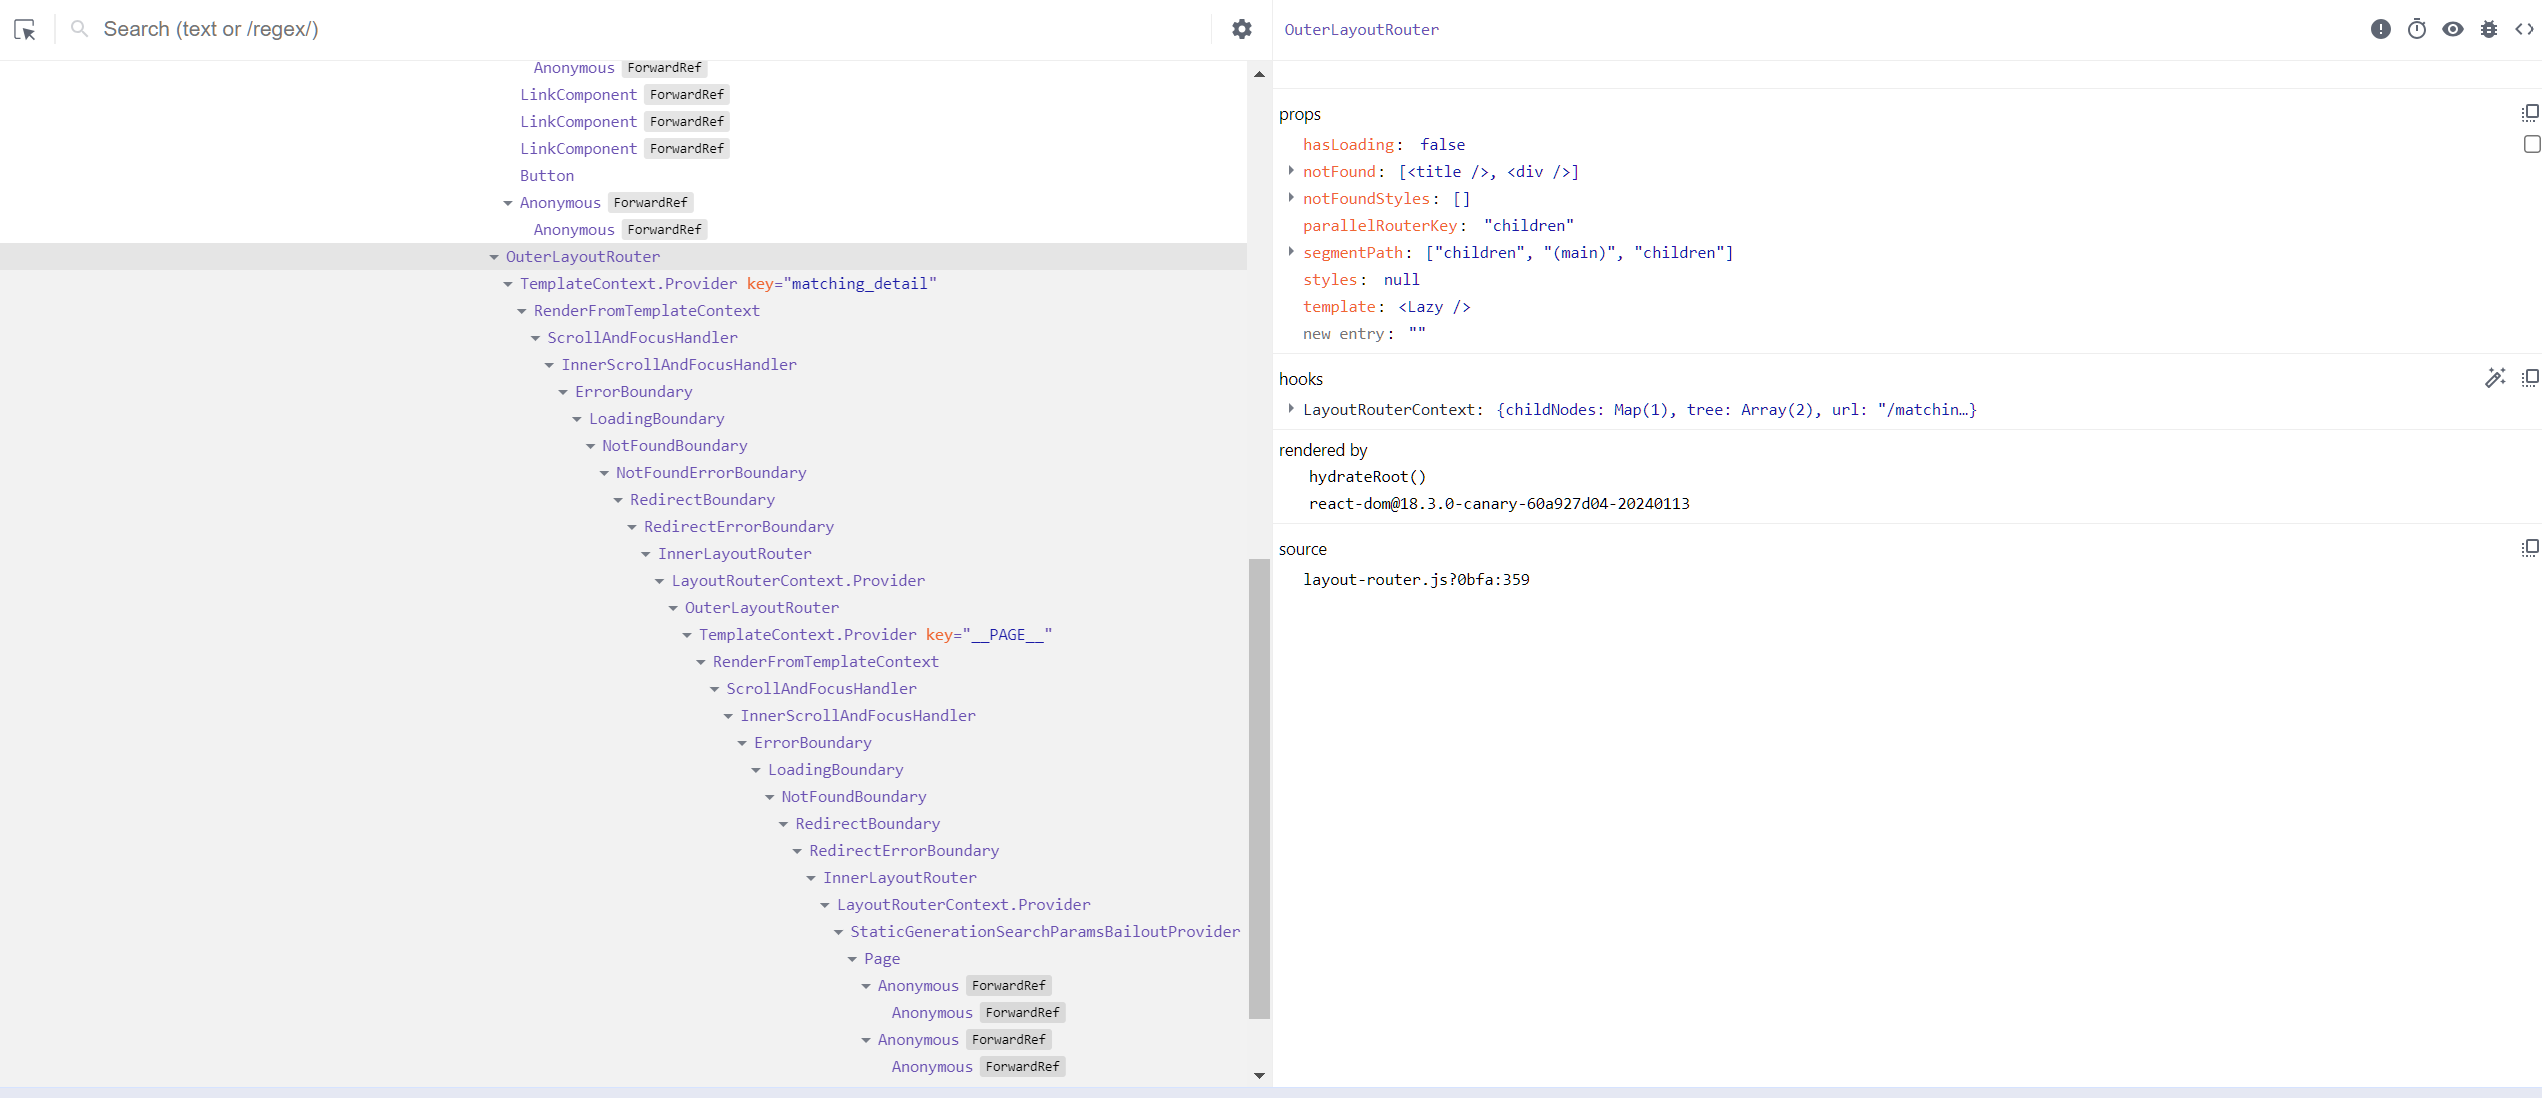 Search (text or /regex/)
Anonymous ForwardRef
LinkComponent ForwardRef
LinkComponent ForwardRef
LinkComponent ForwardRef
Button
Anonymous ForwardRef
Anonymous ForwardRef
OuterLayoutRouter
TemplateContext.Provider key="matching_detail"
RenderFromTemplateContext
ScrollAndFocusHandler
InnerScrollAndFocusHandler
ErrorBoundary
LoadingBoundary
NotFoundBoundary
NotFoundErrorBoundary
RedirectBoundary
RedirectErrorBoundary
InnerLayoutRouter
LayoutRouterContext.Provider
OuterLayoutRouter
TemplateContext.Provider key="__PAGE__"
RenderFromTemplateContext
ScrollAndFocusHandler
InnerScrollAndFocusHandler
ErrorBoundary
LoadingBoundary
NotFoundBoundary
RedirectBoundary
RedirectErrorBoundary
InnerLayoutRouter
LayoutRouterContext.Provider
StaticGenerationSearchParamsBailoutProvider
Page
Anonymous ForwardRef
Anonymous ForwardRef
Anonymous ForwardRef
Anonymous ForwardRef
OuterLayoutRouter
props
hasLoading: false
notFound: [<title />, <div />]
notFoundStyles: []
parallelRouterKey: "children"
segmentPath: ["children", "(main)", "children"]
styles: null
template: <Lazy />
new entry: ""
hooks
LayoutRouterContext: {childNodes: Map(1), tree: Array(2), url: "/matchin…}
rendered by
hydrateRoot()
react-dom@18.3.0-canary-60a927d04-20240113
source
layout-router.js?0bfa:359